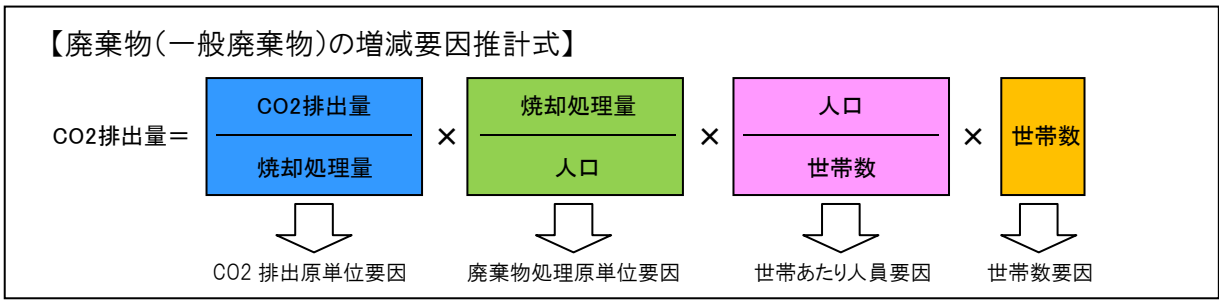 【廃棄物(一般廃棄物)の増減要因推計式】
CO2排出量＝ CO2排出量 × 焼却処理量 × 人口 × 世帯数
焼却処理量 人口 世帯数
CO2 排出原単位要因 廃棄物処理原単位要因 世帯あたり人員要因 世帯数要因